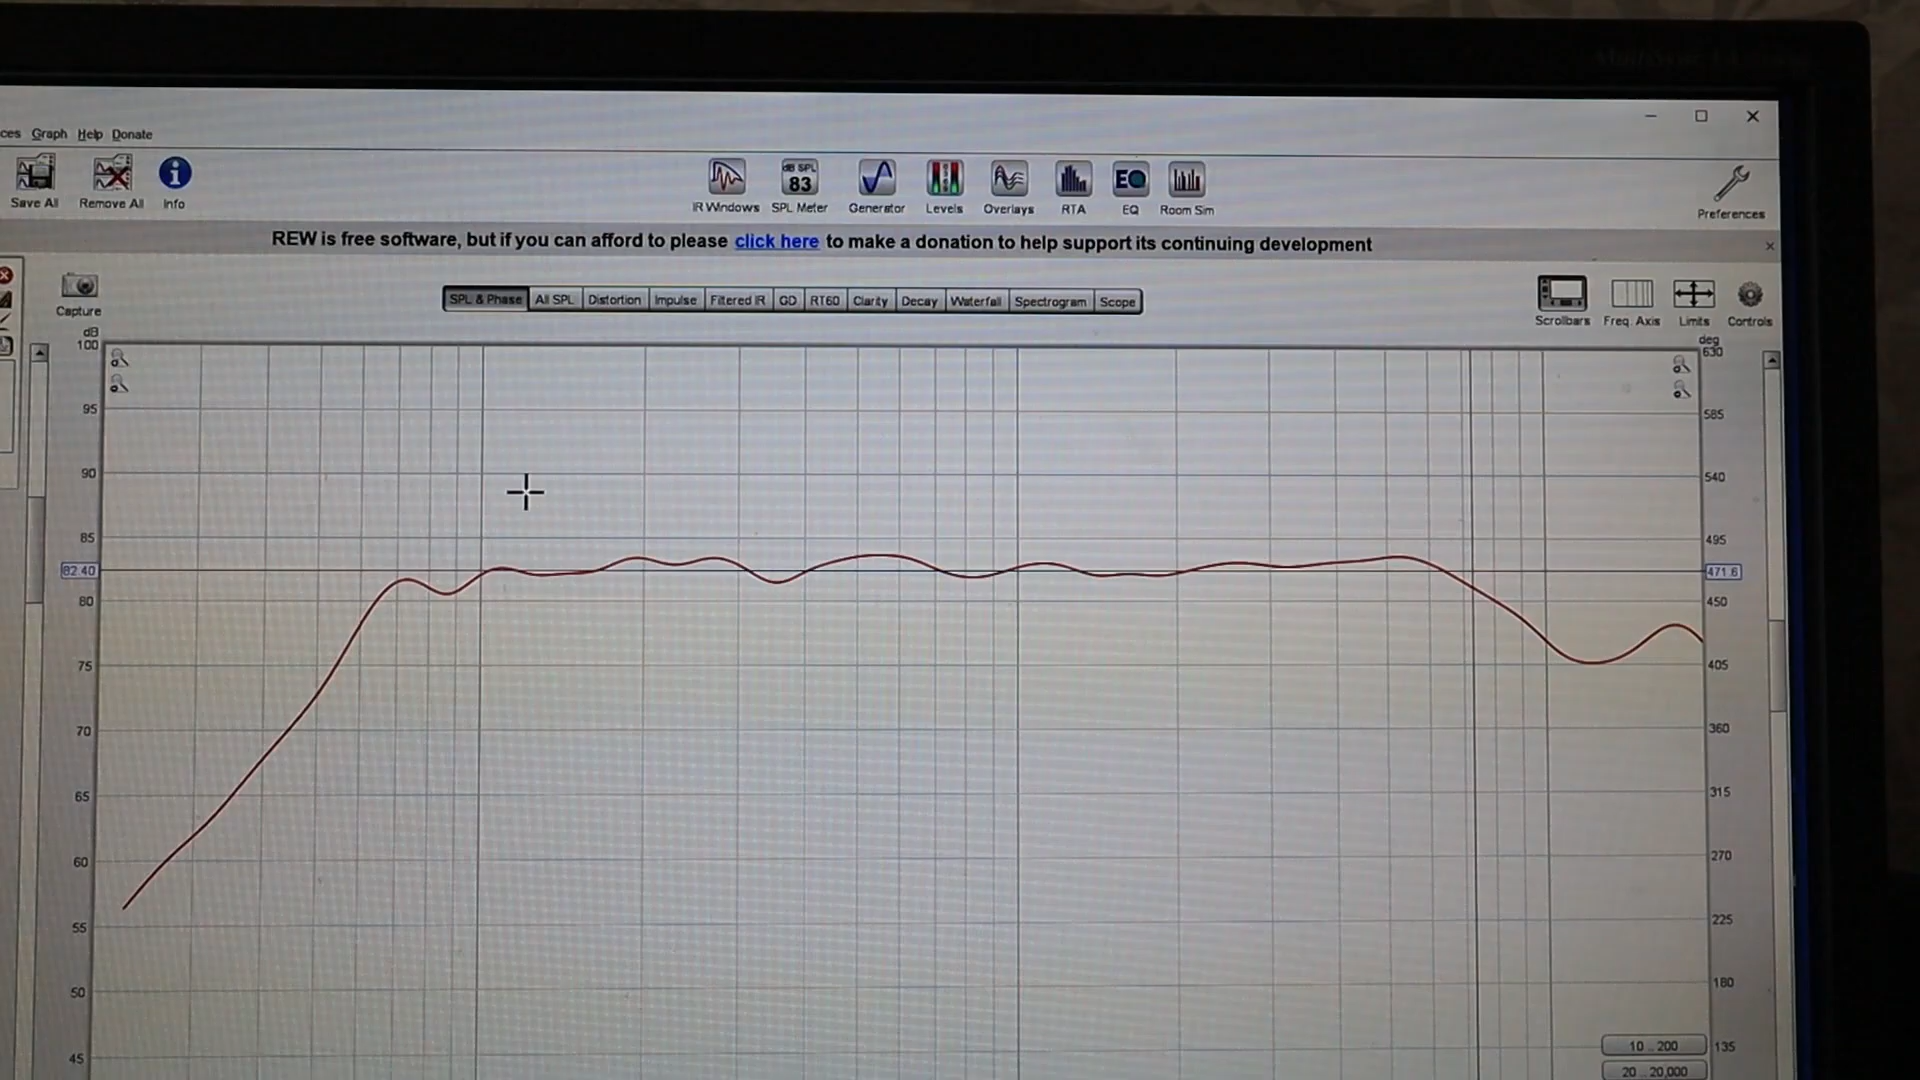 ces Graph Help Donate
Save All Remove All Info
dB SPL
83
EQ
IR Windows SPL Meter Generator Levels Overlays RTA EQ Room Sim
Preferences
REW is free software, but if you can afford to please click here to make a donation to help support its continuing development
Capture
SPL & Phase All SPL Distortion Impulse Filtered IR GD RT60 Clarity Decay Waterfall Spectrogram Scope
Scrollbars Freq. Axis Limits Controls
dB
deg
100
630
95
585
90
540
85
495
82.40
471.6
80
450
75
405
70
360
65
315
60
270
55
225
50
180
45
10 .. 200
135
20 .. 20,000